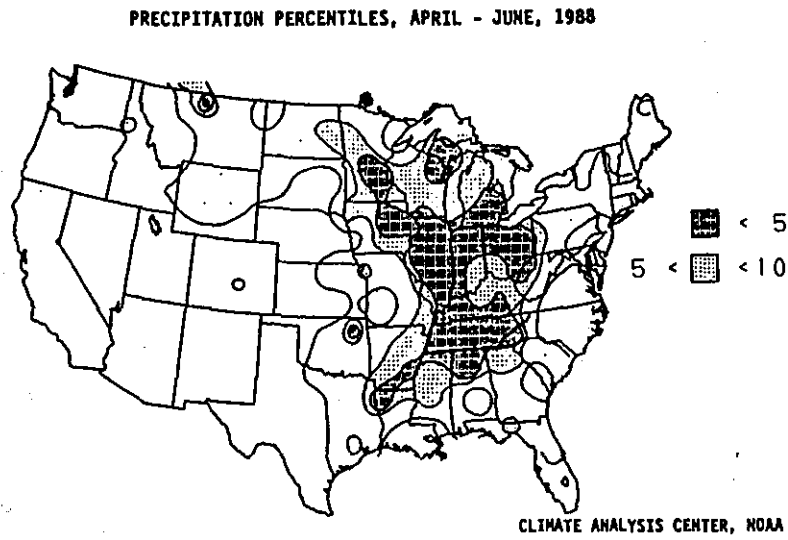 PRECIPITATION PERCENTILES, APRIL - JUNE, 1988
< 5
5 < <10
CLIMATE ANALYSIS CENTER, NOAA